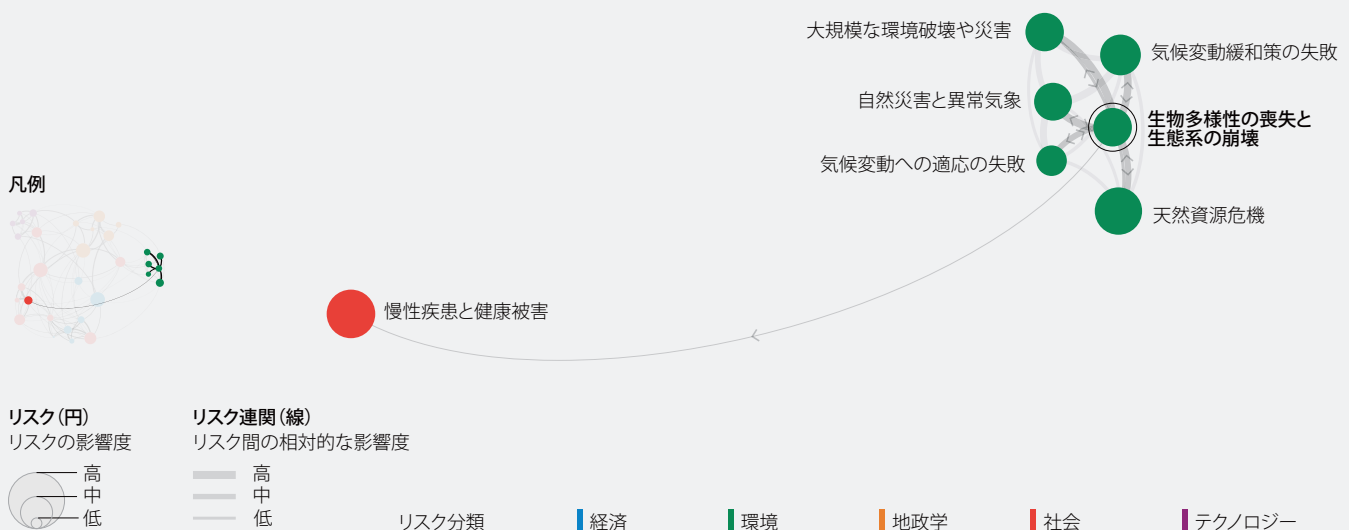 大規模な環境破壊や災害
気候変動緩和策の失敗
自然災害と異常気象
生物多様性の喪失と
生態系の崩壊
気候変動への適応の失敗
天然資源危機
凡例
慢性疾患と健康被害
リスク(円)
リスクの影響度
高
中
低
リスク連関(線)
リスク間の相対的な影響度
高
中
低
リスク分類
経済
環境
地政学
社会
テクノロジー